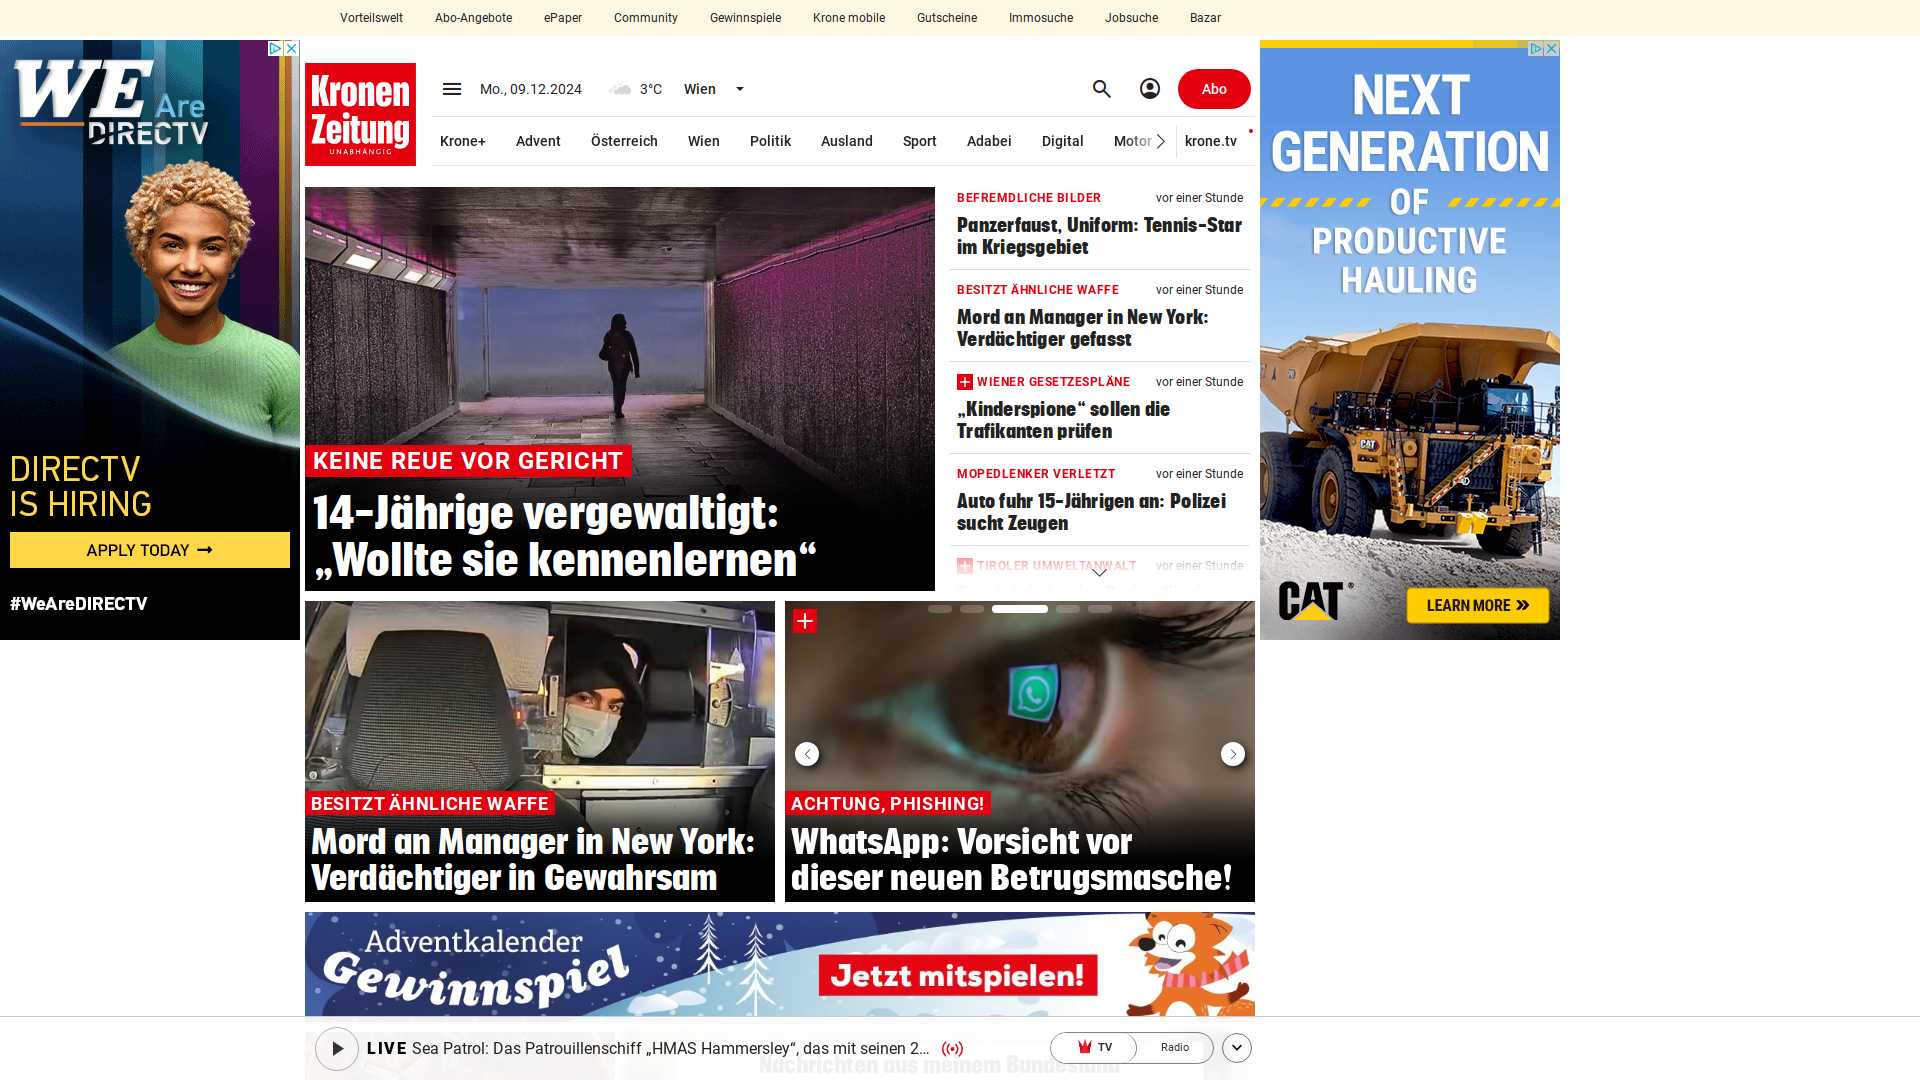 Vorteilswelt Abo-Angebote ePaper Community Gewinnspiele Krone mobile Gutscheine Immosuche Jobsuche Bazar
WE Are
DIRECTV
DIRECTV
IS HIRING
APPLY TODAY →
#WeAreDIRECTV
Kronen
Zeitung
UNABHÄNGIG
Mo., 09.12.2024 3°C Wien Abo
Krone+ Advent Österreich Wien Politik Ausland Sport Adabei Digital Motor krone.tv
KEINE REUE VOR GERICHT
14-Jährige vergewaltigt:
„Wollte sie kennenlernen“
BEFREMDLICHE BILDER vor einer Stunde
Panzerfaust, Uniform: Tennis-Star
im Kriegsgebiet
BESITZT ÄHNLICHE WAFFE vor einer Stunde
Mord an Manager in New York:
Verdächtiger gefasst
WIENER GESETZESPLÄNE vor einer Stunde
„Kinderspione“ sollen die
Trafikanten prüfen
MOPEDLENKER VERLETZT vor einer Stunde
Auto fuhr 15-Jährigen an: Polizei
sucht Zeugen
TIROLER UMWELTANWALT vor einer Stunde
BESITZT ÄHNLICHE WAFFE
Mord an Manager in New York:
Verdächtiger in Gewahrsam
ACHTUNG, PHISHING!
WhatsApp: Vorsicht vor
dieser neuen Betrugsmasche!
NEXT
GENERATION
OF
PRODUCTIVE
HAULING
CAT
CAT®
LEARN MORE »
Adventkalender
Gewinnspiel
Jetzt mitspielen!
LIVE Sea Patrol: Das Patrouillenschiff „HMAS Hammersley“, das mit seinen 2... TV Radio
Nachrichten aus meinem Bundesland